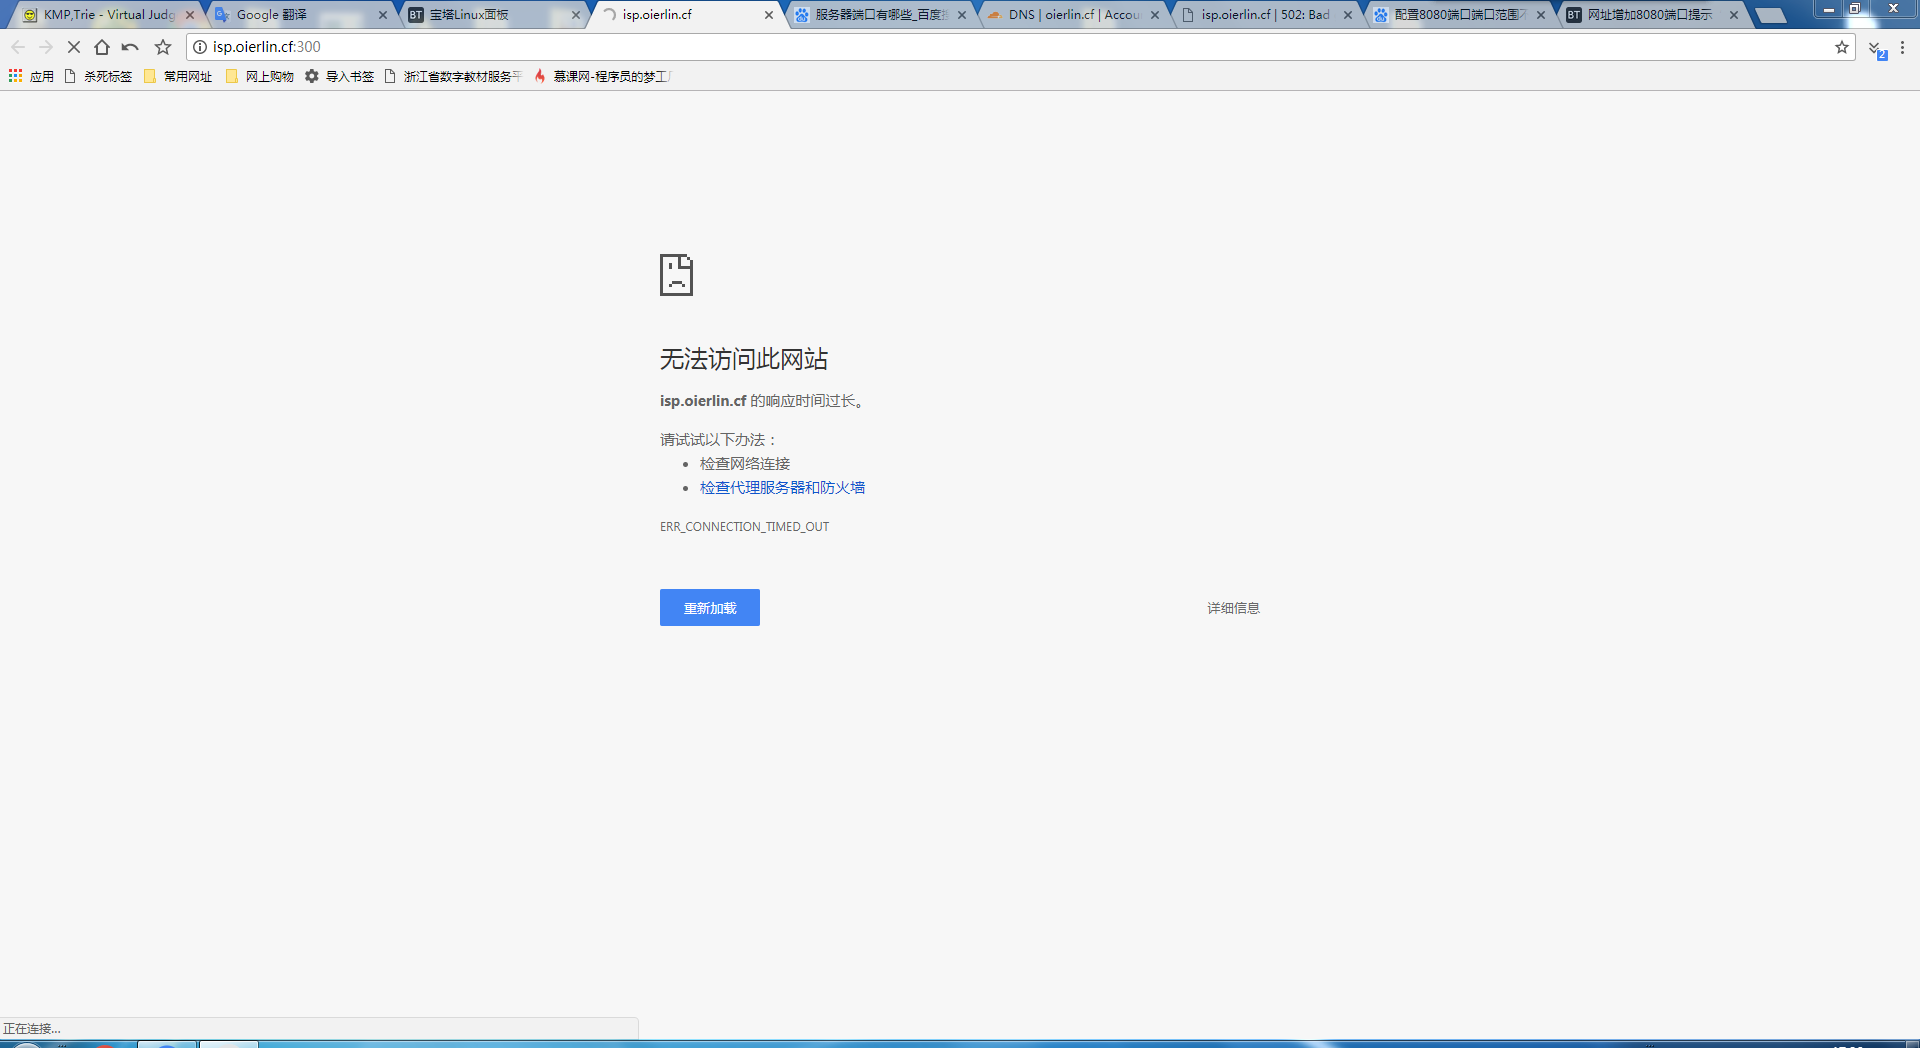 KMP,Trie - Virtual Judg
Google 翻译
宝塔Linux面板
isp.oierlin.cf
服务器端口有哪些_百度
DNS | oierlin.cf | Accou
isp.oierlin.cf | 502: Bad
配置8080端口端口范围
网址增加8080端口提示
isp.oierlin.cf:300
2
应用
杀死标签
常用网址
网上购物
导入书签
浙江省数字教材服务平
慕课网-程序员的梦工
无法访问此网站
isp.oierlin.cf 的响应时间过长。
请试试以下办法：
• 检查网络连接
• 检查代理服务器和防火墙
ERR_CONNECTION_TIMED_OUT
重新加载
详细信息
正在连接...